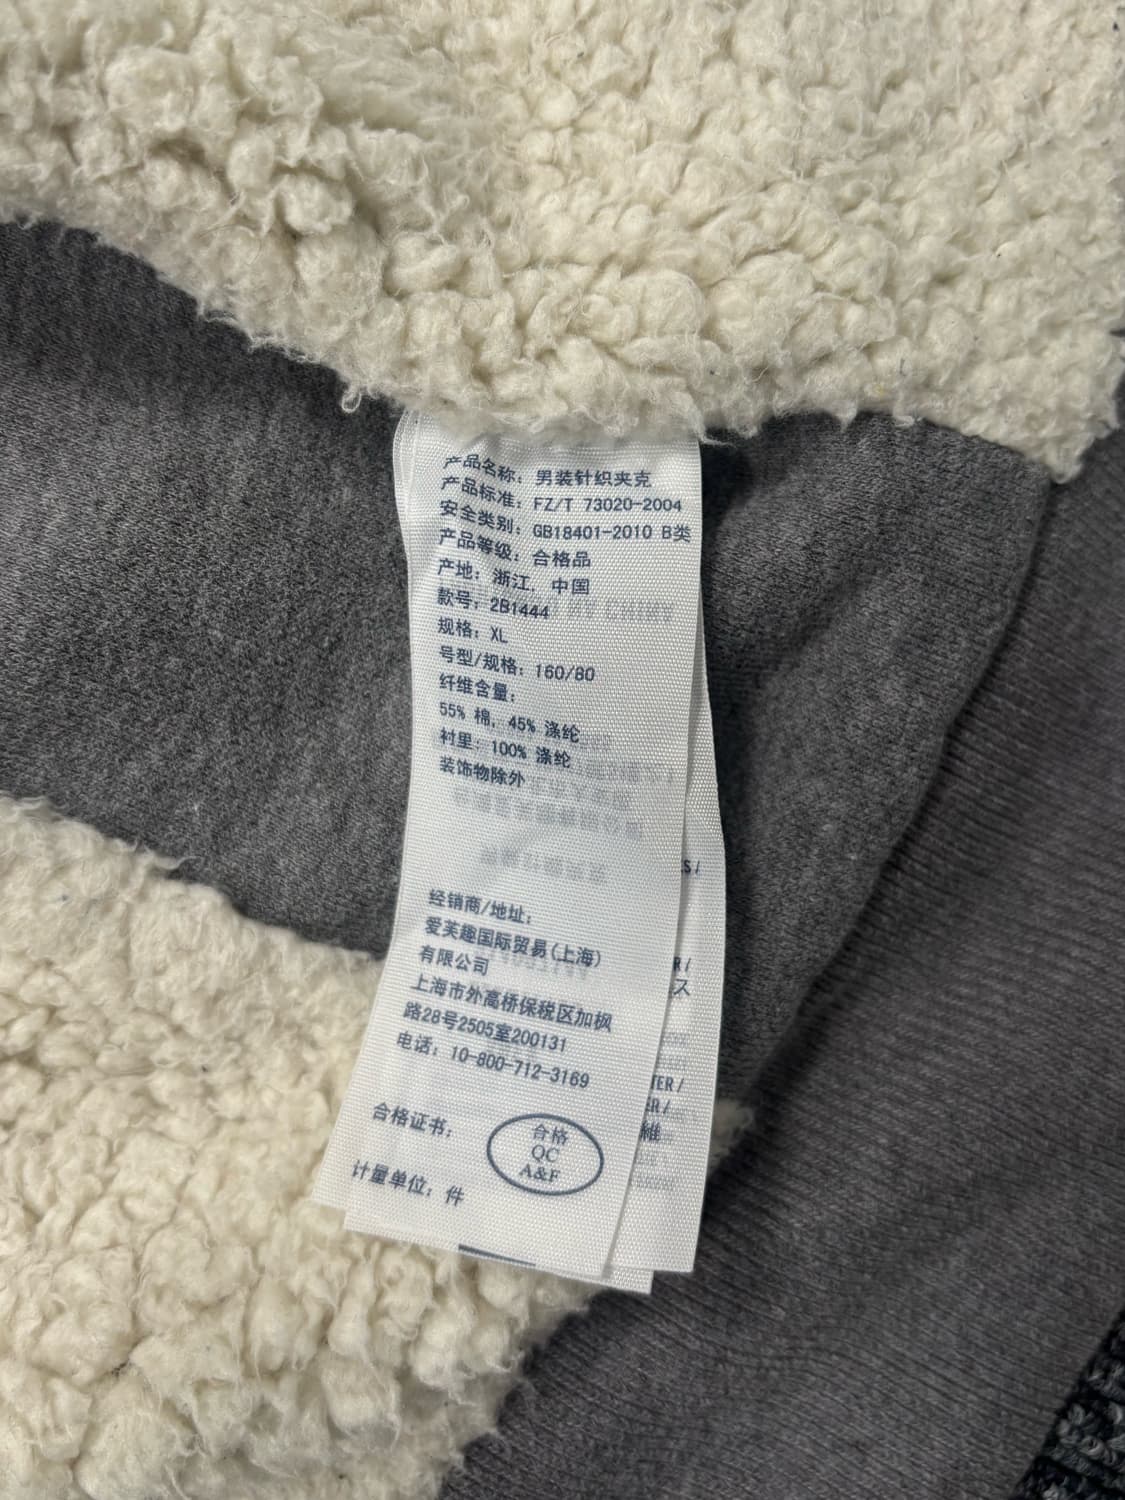 产品名称：男装针织夹克
产品标准：FZ/T 73020-2004
安全类别：GB18401-2010 B类
产品等级：合格品
产地：浙江，中国
款号：2B1444
规格：XL
号型/规格：160/80
纤维含量：
55% 棉，45% 涤纶
衬里：100% 涤纶
装饰物除外
经销商/地址：
爱芙趣国际贸易(上海)
有限公司
上海市外高桥保税区加枫
路28号2505室200131
电话：10-800-712-3169
合格证书：
合格
QC
A&F
计量单位：件